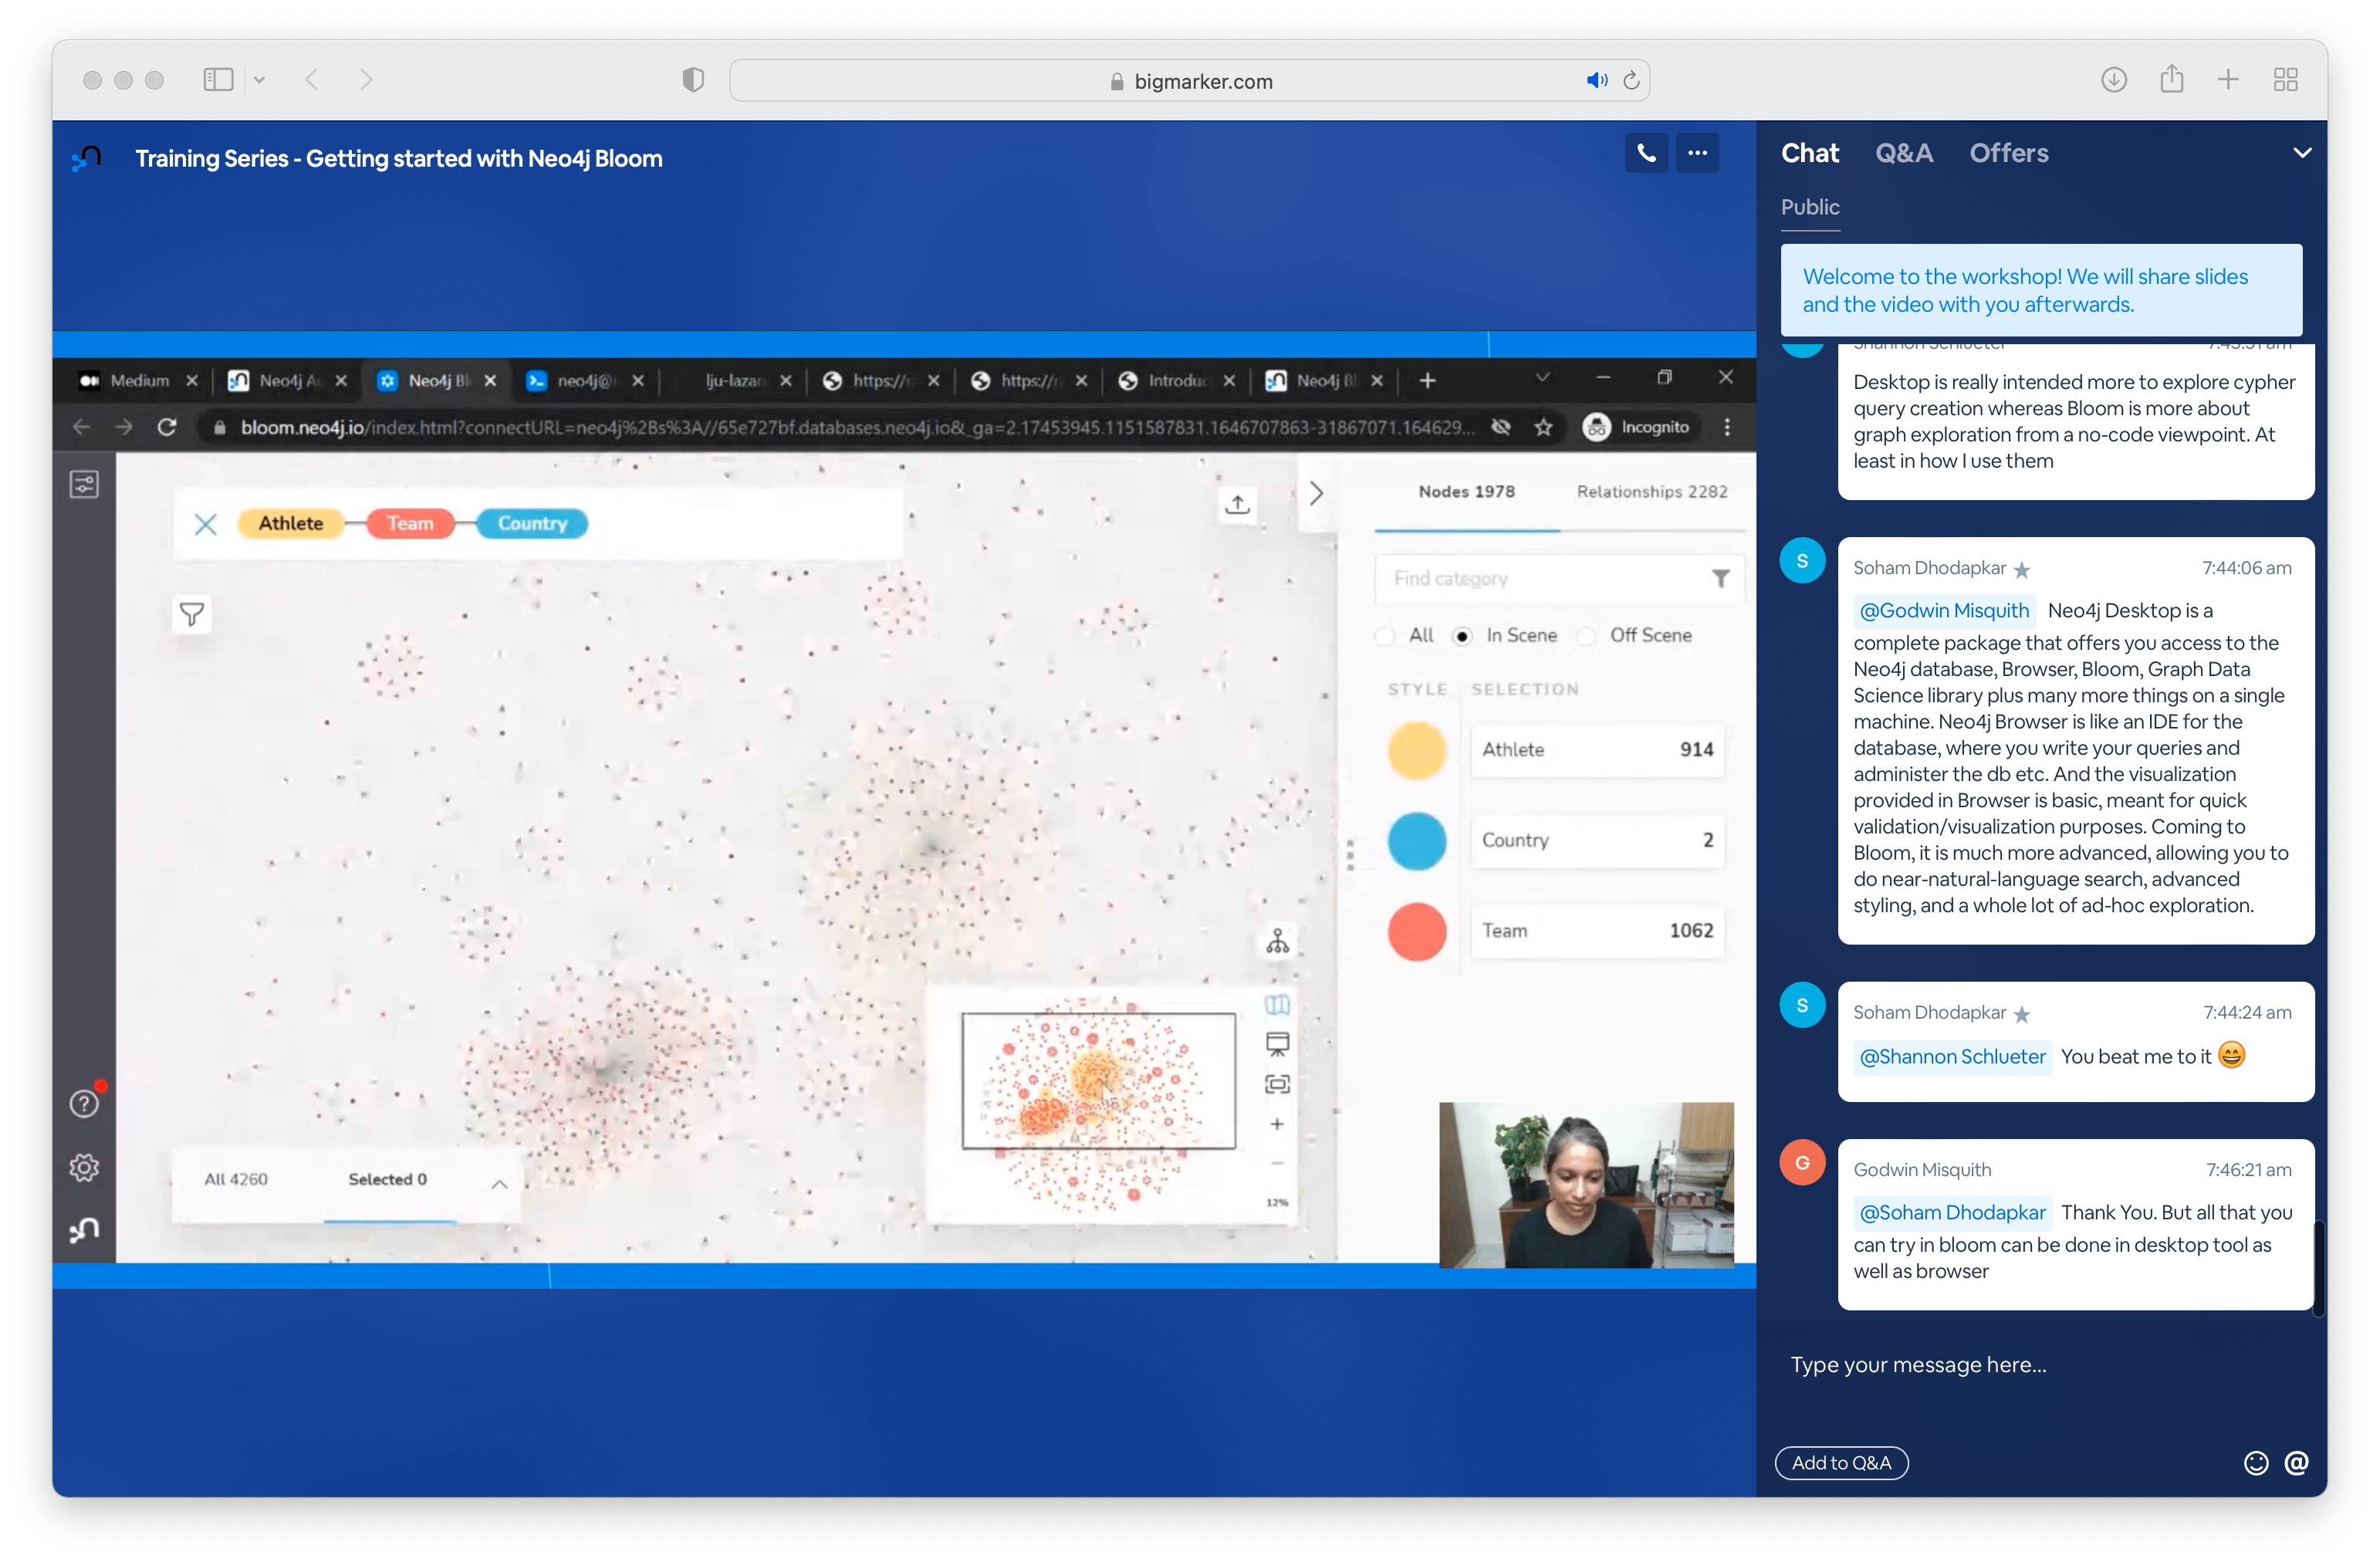 bigmarker.com
Training Series - Getting started with Neo4j Bloom
Medium
Neo4j Au
Neo4j Bl
neo4j@
lju-lazar
https://
https://
Introduc
Neo4j Bl
bloom.neo4j.io/index.html?connectURL=neo4j%2Bs%3A//65e727bf.databases.neo4j.io&_ga=2.17453945.1151587831.1646707863-31867071.164629...
Incognito
Athlete
Team
Country
Nodes 1978
Relationships 2282
Find category
All
In Scene
Off Scene
STYLE
SELECTION
Athlete 914
Country 2
Team 1062
12%
All 4260
Selected 0
Chat
Q&A
Offers
Public
Welcome to the workshop! We will share slides
and the video with you afterwards.
Shannon Schlueter
Desktop is really intended more to explore cypher
query creation whereas Bloom is more about
graph exploration from a no-code viewpoint. At
least in how I use them
S
Soham Dhodapkar
7:44:06 am
@Godwin Misquith Neo4j Desktop is a
complete package that offers you access to the
Neo4j database, Browser, Bloom, Graph Data
Science library plus many more things on a single
machine. Neo4j Browser is like an IDE for the
database, where you write your queries and
administer the db etc. And the visualization
provided in Browser is basic, meant for quick
validation/visualization purposes. Coming to
Bloom, it is much more advanced, allowing you to
do near-natural-language search, advanced
styling, and a whole lot of ad-hoc exploration.
S
Soham Dhodapkar
7:44:24 am
@Shannon Schlueter You beat me to it 😄
G
Godwin Misquith
7:46:21 am
@Soham Dhodapkar Thank You. But all that you
can try in bloom can be done in desktop tool as
well as browser
Type your message here...
Add to Q&A
@